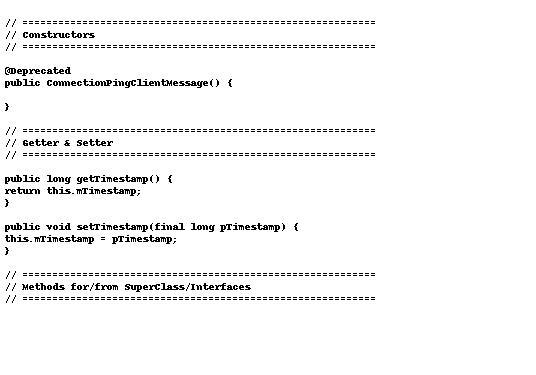 // ===========================================================
// Constructors
// ===========================================================
@Deprecated
public ConnectionPingClientMessage() {
}
// ===========================================================
// Getter & Setter
// ===========================================================
public long getTimestamp() {
return this.mTimestamp;
}
public void setTimestamp(final long pTimestamp) {
this.mTimestamp = pTimestamp;
}
// ===========================================================
// Methods for/from SuperClass/Interfaces
// ===========================================================